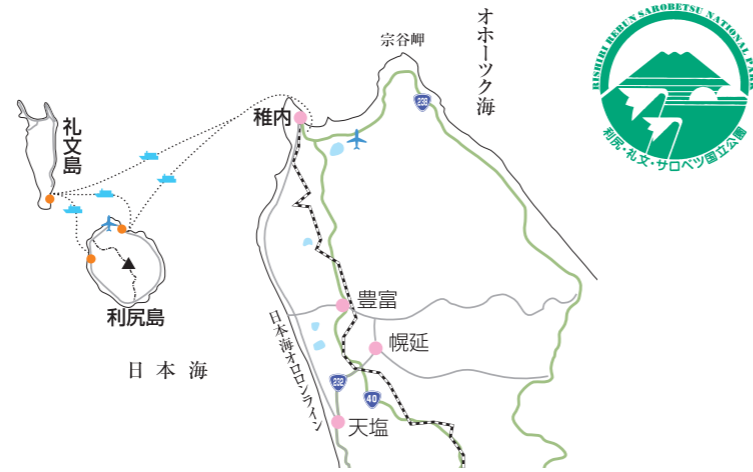 オホーツク海
宗谷岬
238
稚内
礼文島
利尻島
日本海
豊富
幌延
日本海オロロンライン
232
40
天塩
RISHIRI REBUN SAROBETSU NATIONAL PARK
利尻・礼文・サロベツ国立公園